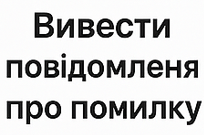 Вивести
повідомленя
про помилку